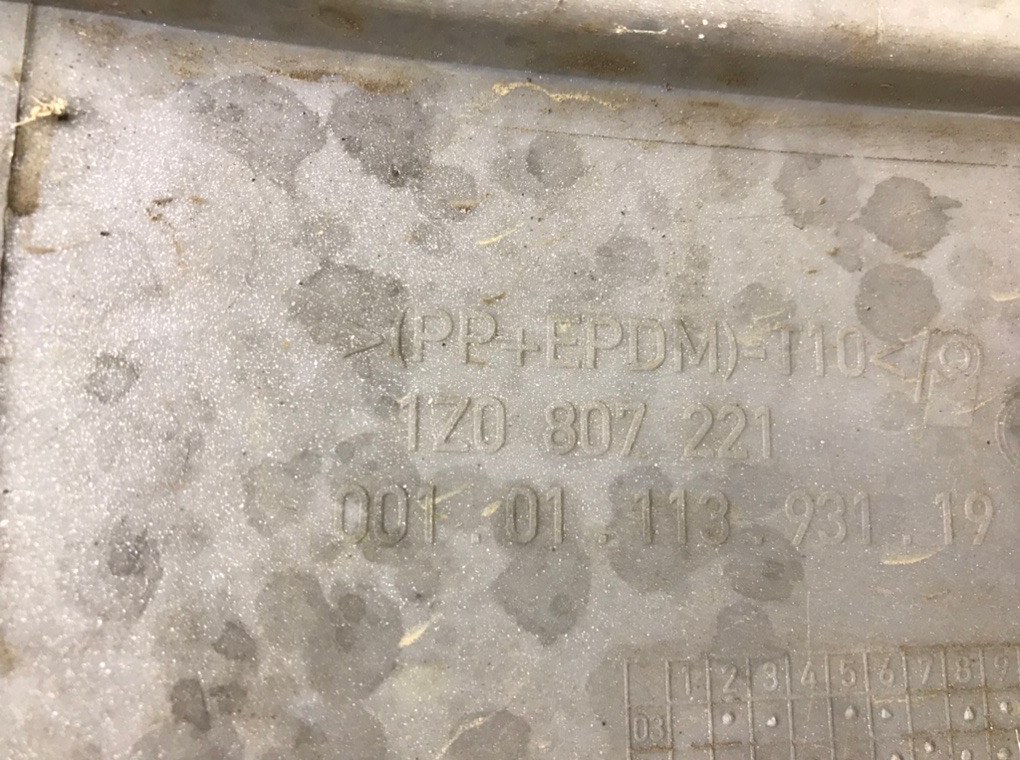 >(PP+EPDM)-T10<
1Z0 807 221
001.01.113.931.19
1 2 3 4 5 6 7 8 9
03